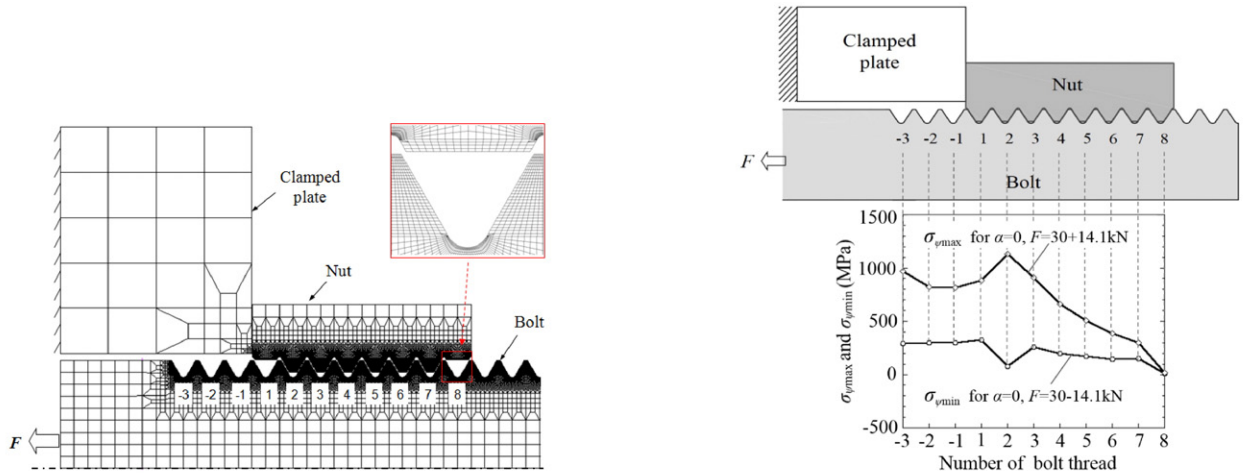 Clamped
plate
Nut
Bolt
-3 -2 -1 1 2 3 4 5 6 7 8
F
Clamped
plate
Nut
-3 -2 -1 1 2 3 4 5 6 7 8
F
Bolt
σψmax and σψmin (MPa)
1500
1000
500
0
-500
σψmax for α=0, F=30+14.1kN
σψmin for α=0, F=30-14.1kN
-3 -2 -1 1 2 3 4 5 6 7 8
Number of bolt thread